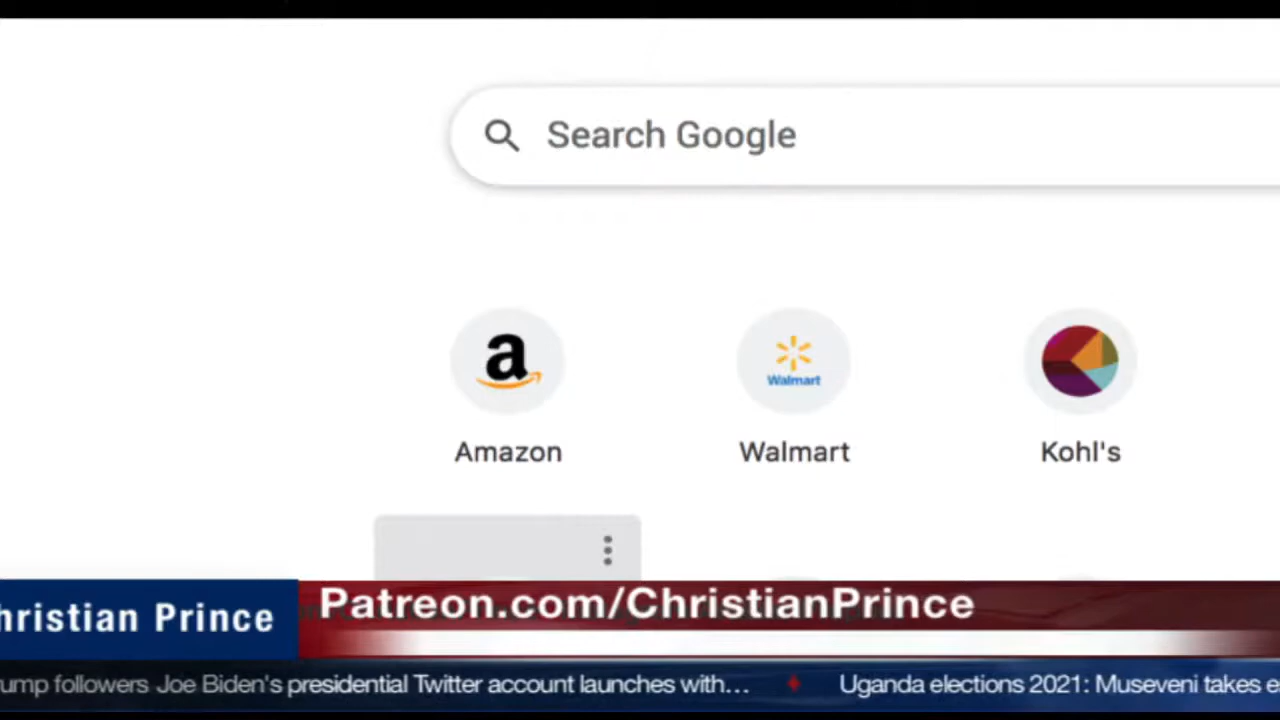 Search Google
a
Walmart
Amazon
Walmart
Kohl's
Patreon.com/ChristianPrince
hristian Prince
ump followers Joe Biden's presidential Twitter account launches with... Uganda elections 2021: Museveni takes e